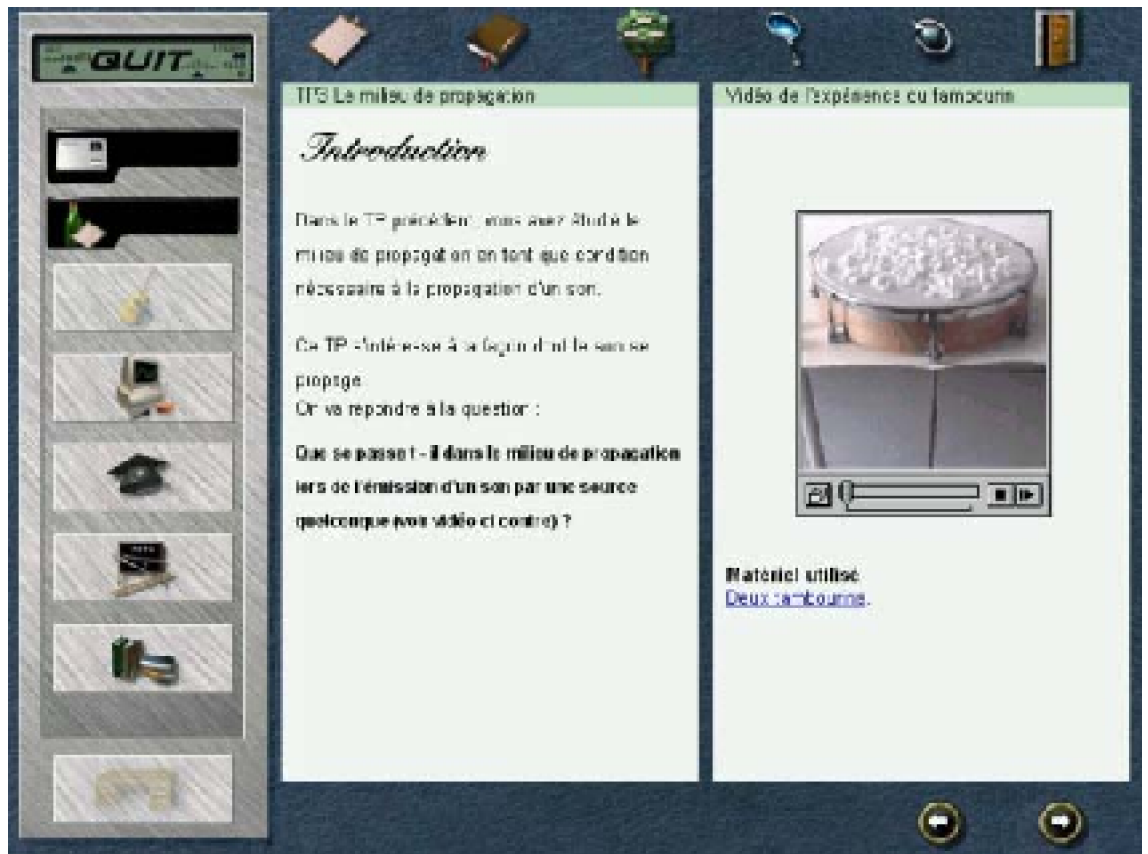 QUIT
TP3 Le milieu de propagation
Introduction
Dans le TP précédent, vous avez étudié le
milieu de propagation en tant que condition
nécessaire à la propagation d'un son.
Ce TP s'intéresse à la façon dont le son se
propage
On va répondre à la question :
Que se passe t - il dans le milieu de propagation
lors de l'émission d'un son par une source
quelconque (voir vidéo ci contre) ?
Vidéo de l'expérience du tambourin
Matériel utilisé
Deux tambourins.